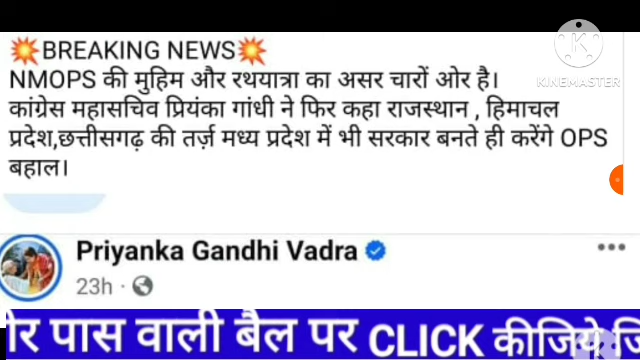 💥BREAKING NEWS💥
KINEMASTER
NMOPS की मुहिम और रथयात्रा का असर चारों ओर है।
कांग्रेस महासचिव प्रियंका गांधी ने फिर कहा राजस्थान , हिमाचल
प्रदेश,छत्तीसगढ़ की तर्ज़ मध्य प्रदेश में भी सरकार बनते ही करेंगे OPS
बहाल।
Priyanka Gandhi Vadra
23h ·
पास वाली बैल पर CLICK कीजिये